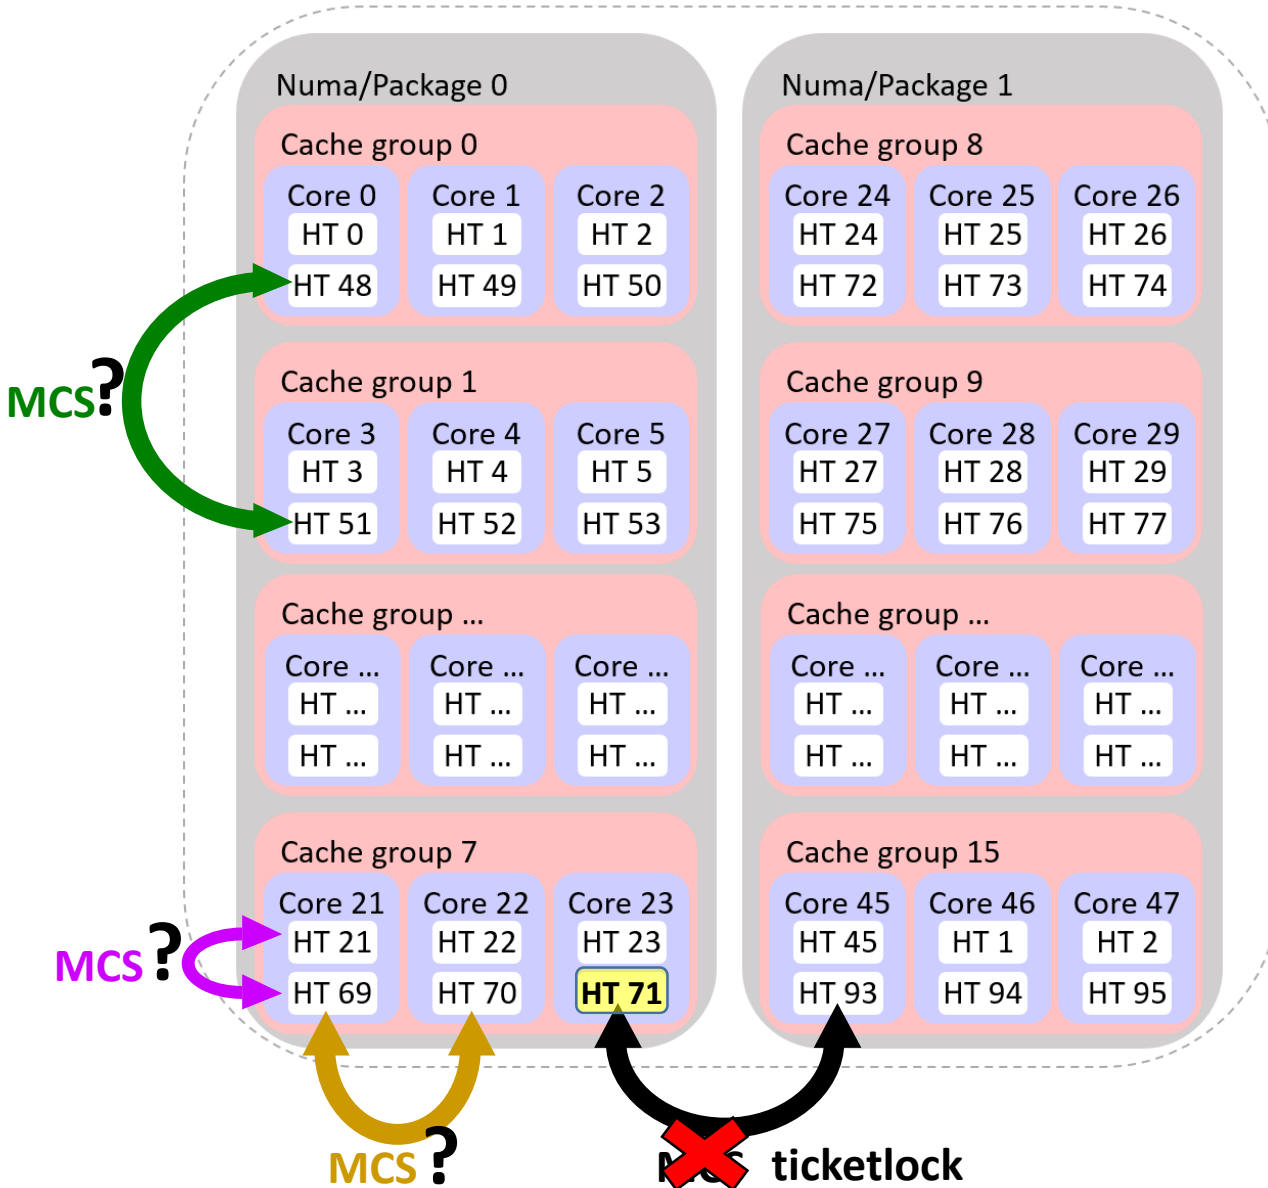 Numa/Package 0
Cache group 0
Core 0 Core 1 Core 2
HT 0 HT 1 HT 2
HT 48 HT 49 HT 50
Cache group 1
Core 3 Core 4 Core 5
HT 3 HT 4 HT 5
HT 51 HT 52 HT 53
Cache group ...
Core ... Core ... Core ...
HT ... HT ... HT ...
HT ... HT ... HT ...
Cache group 7
Core 21 Core 22 Core 23
HT 21 HT 22 HT 23
HT 69 HT 70 HT 71
Numa/Package 1
Cache group 8
Core 24 Core 25 Core 26
HT 24 HT 25 HT 26
HT 72 HT 73 HT 74
Cache group 9
Core 27 Core 28 Core 29
HT 27 HT 28 HT 29
HT 75 HT 76 HT 77
Cache group ...
Core ... Core ... Core ...
HT ... HT ... HT ...
HT ... HT ... HT ...
Cache group 15
Core 45 Core 46 Core 47
HT 45 HT 1 HT 2
HT 93 HT 94 HT 95
MCS?
MCS?
MCS?
MCS ticketlock